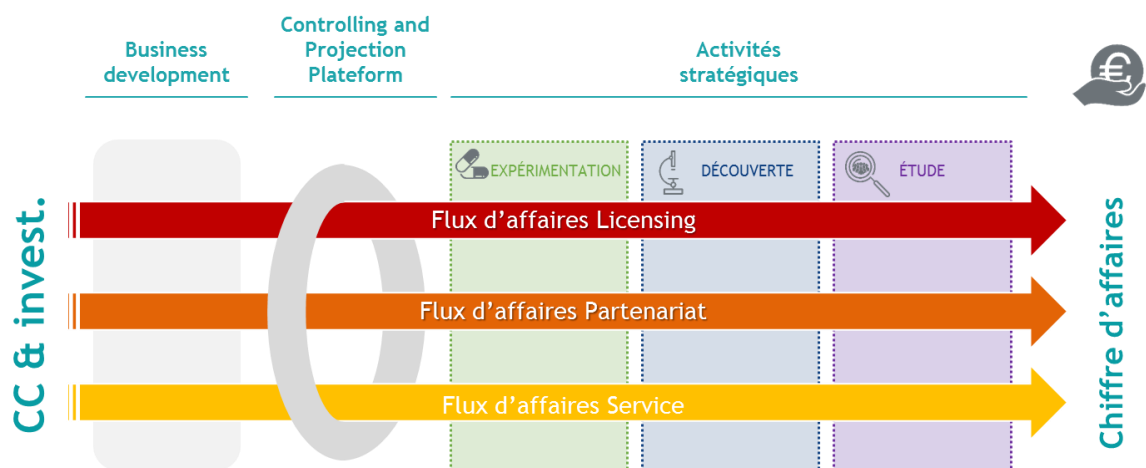 Business
development
Controlling and
Projection
Plateform
Activités
stratégiques
€
EXPÉRIMENTATION
DÉCOUVERTE
ÉTUDE
CC & invest.
Flux d’affaires Licensing
Flux d’affaires Partenariat
Flux d’affaires Service
Chiffre d’affaires